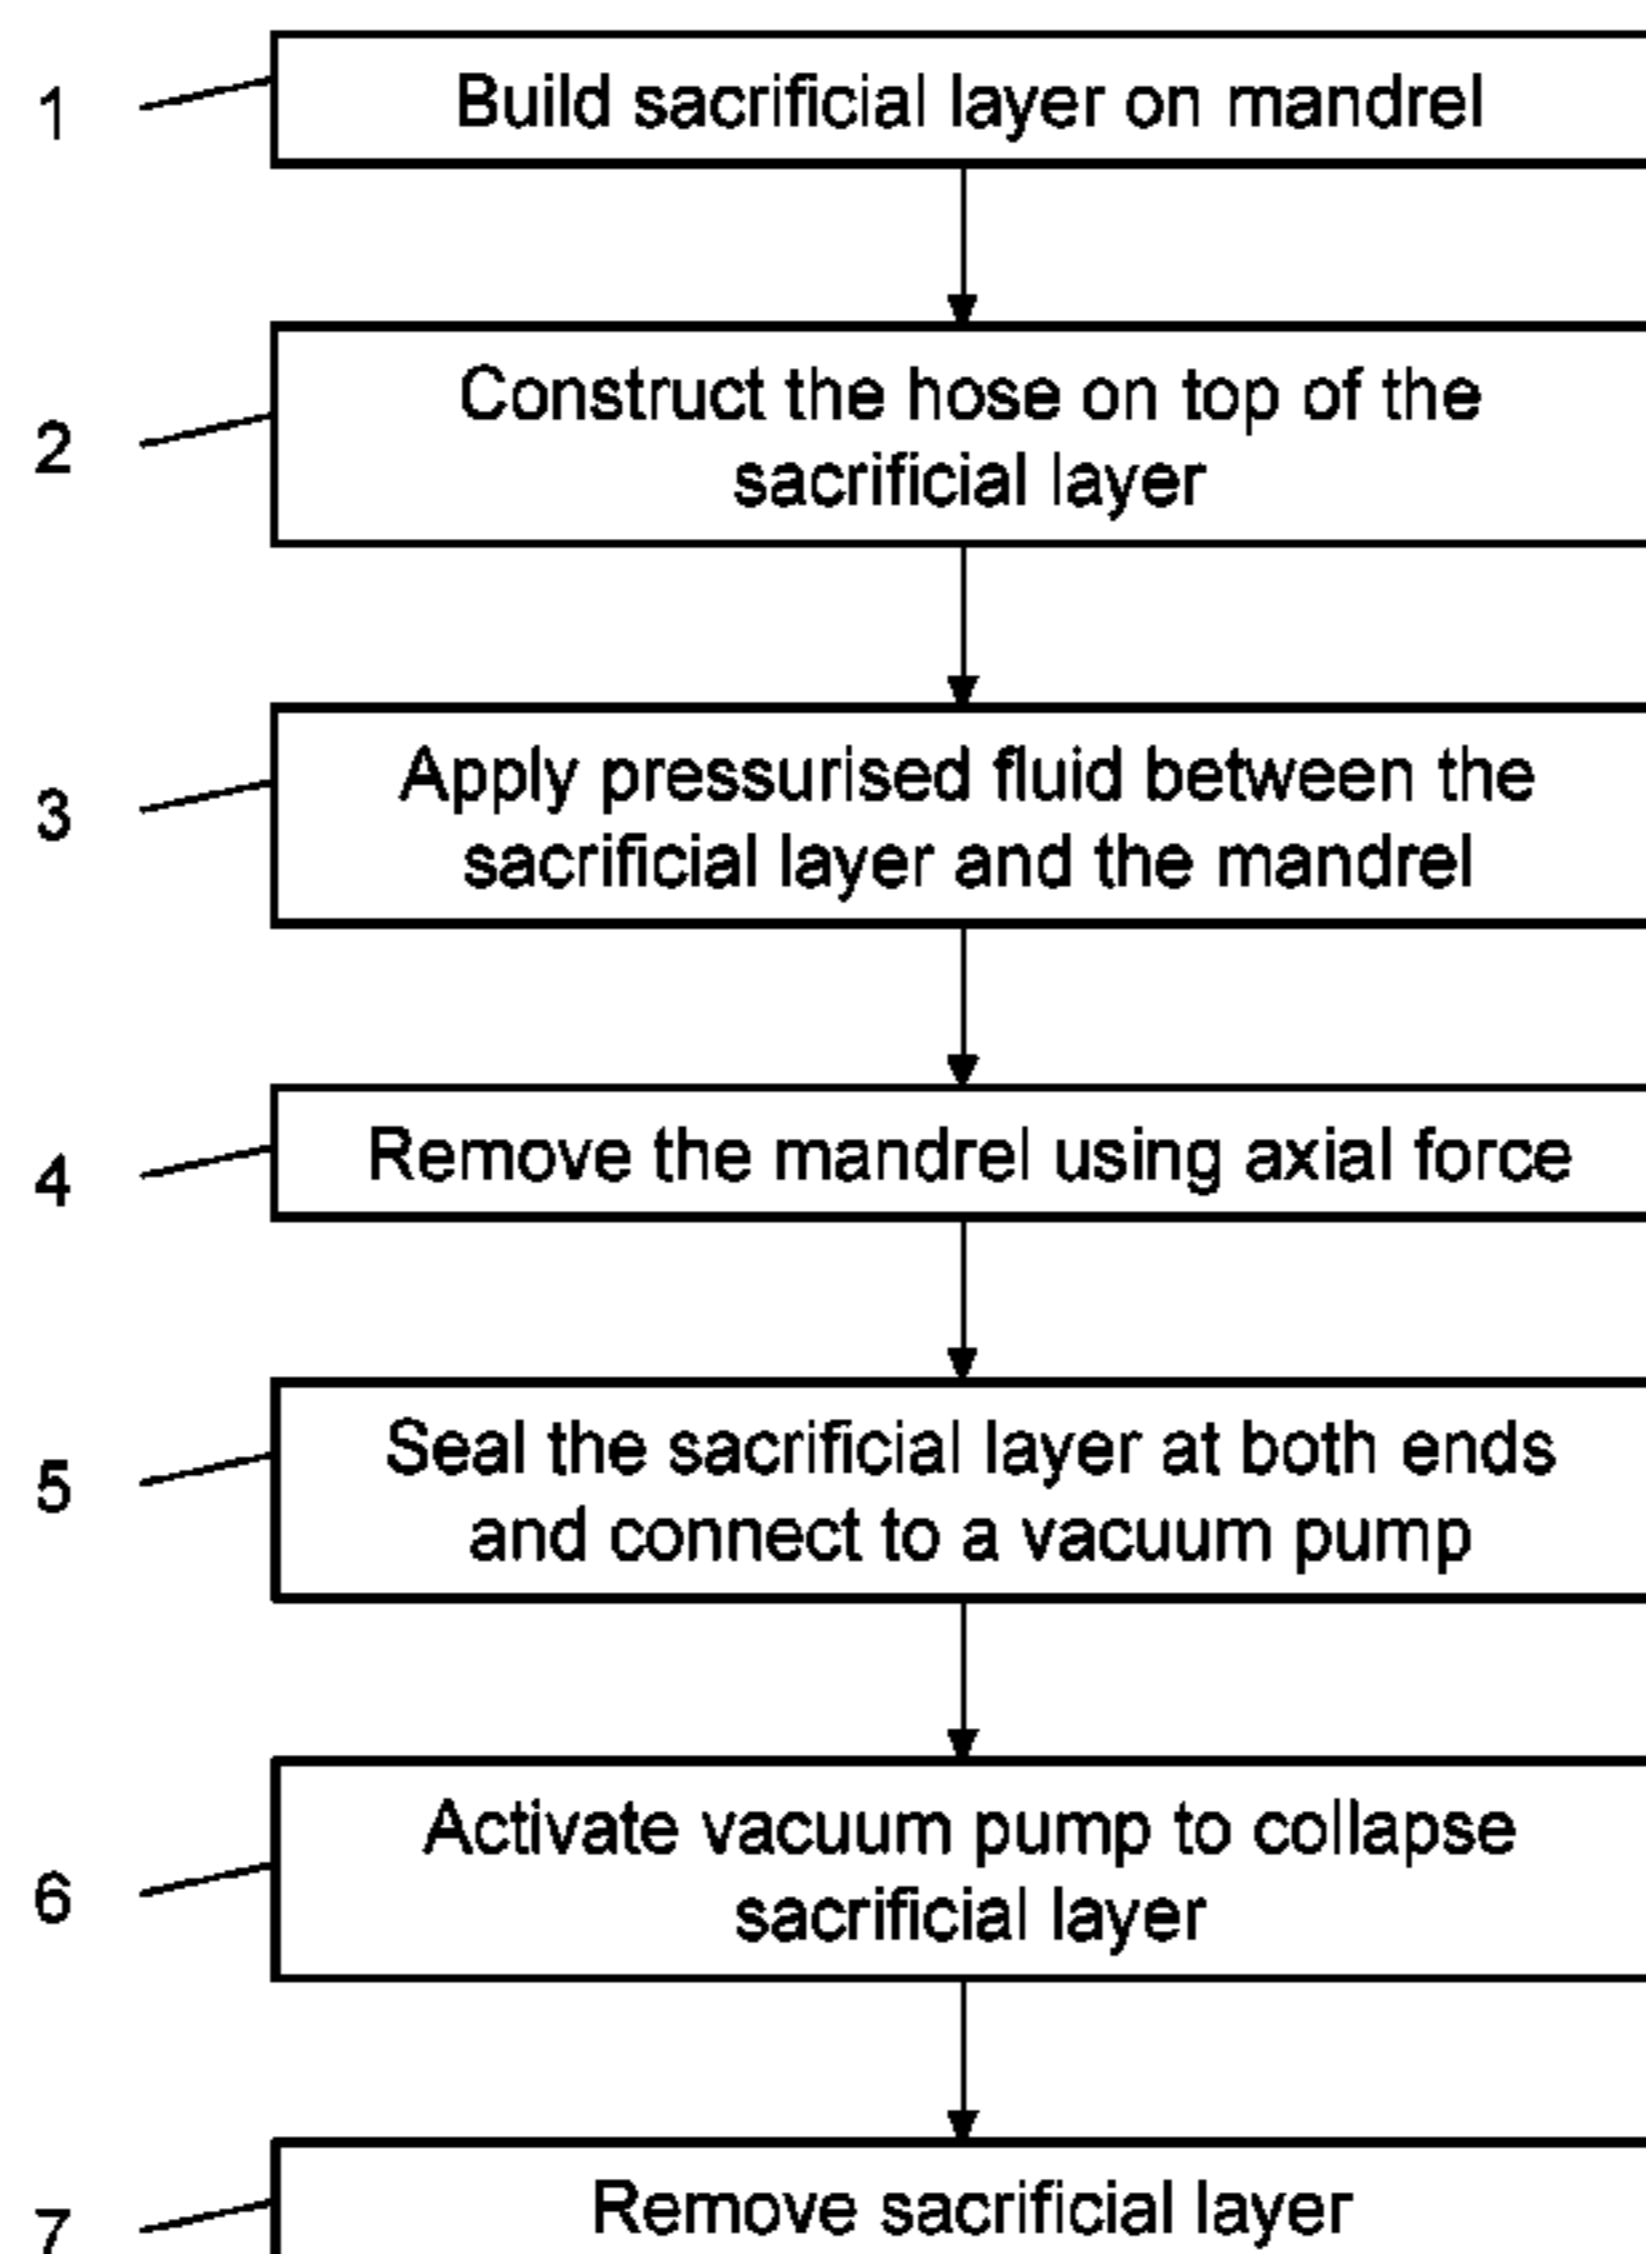 1 Build sacrificial layer on mandrel
2 Construct the hose on top of the
sacrificial layer
3 Apply pressurised fluid between the
sacrificial layer and the mandrel
4 Remove the mandrel using axial force
5 Seal the sacrificial layer at both ends
and connect to a vacuum pump
6 Activate vacuum pump to collapse
sacrificial layer
7 Remove sacrificial layer